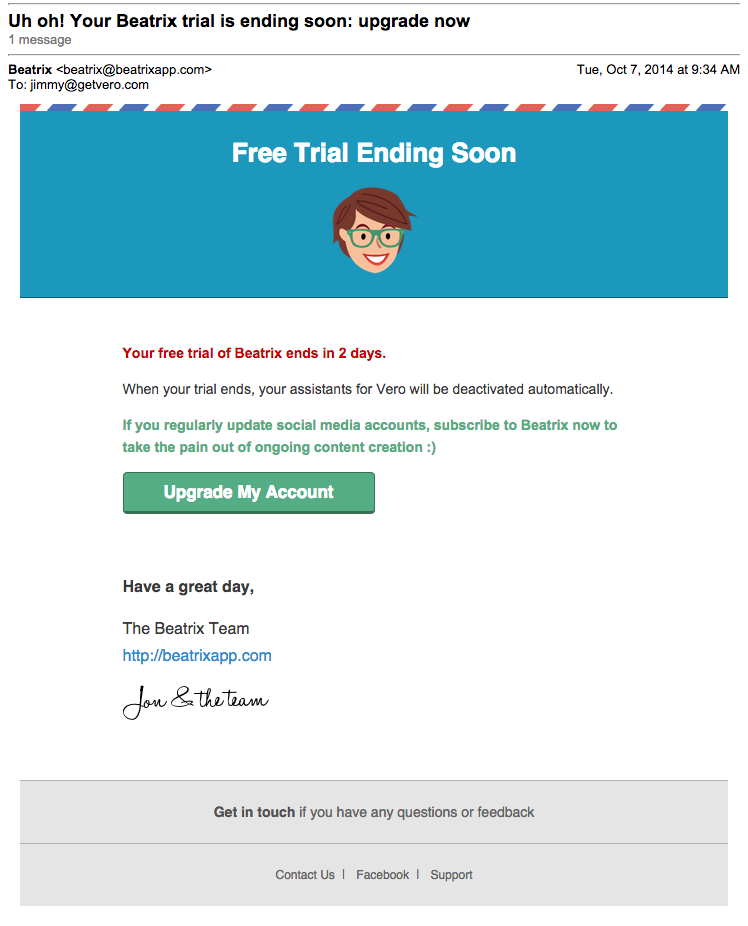 Uh oh! Your Beatrix trial is ending soon: upgrade now
1 message
Beatrix <beatrix@beatrixapp.com> Tue, Oct 7, 2014 at 9:34 AM
To: jimmy@getvero.com
Free Trial Ending Soon
Your free trial of Beatrix ends in 2 days.
When your trial ends, your assistants for Vero will be deactivated automatically.
If you regularly update social media accounts, subscribe to Beatrix now to
take the pain out of ongoing content creation :)
Upgrade My Account
Have a great day,
The Beatrix Team
http://beatrixapp.com
Jon & the team
Get in touch if you have any questions or feedback
Contact Us | Facebook | Support